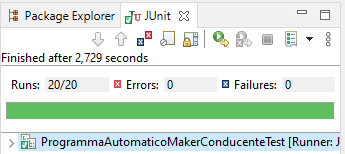 Package Explorer JUnit
Finished after 2,729 seconds
Runs: 20/20 Errors: 0 Failures: 0
ProgrammaAutomaticoMakerConducenteTest [Runner: J